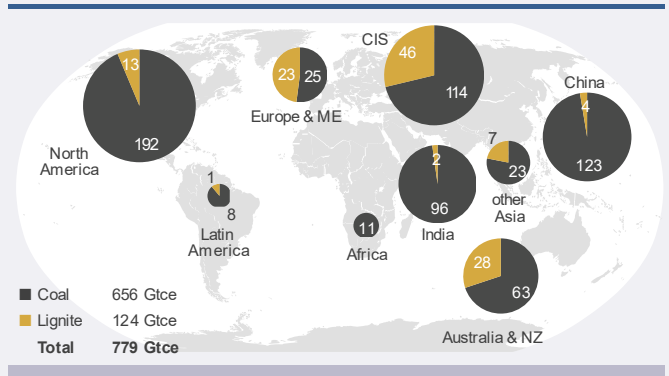 CIS
46
114
13
192
North
America
23
25
Europe & ME
China
4
123
7
23
other
Asia
2
96
India
1
8
Latin
America
11
Africa
28
63
Australia & NZ
Coal 656 Gtce
Lignite 124 Gtce
Total 779 Gtce